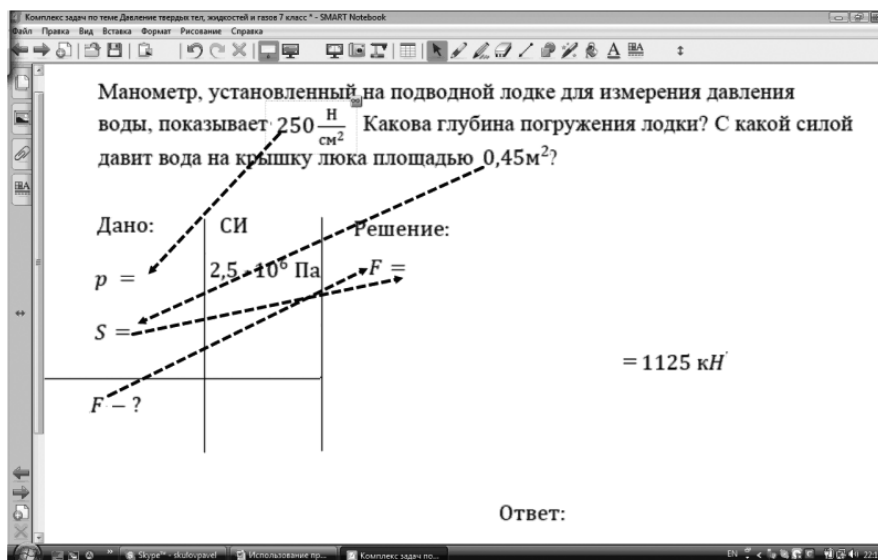 Комплекс задач по теме Давление твердых тел, жидкостей и газов 7 класс * - SMART Notebook
Файл Правка Вид Вставка Формат Рисование Справка
Манометр, установленный на подводной лодке для измерения давления
воды, показывает 250 Н/см² Какова глубина погружения лодки? С какой силой
давит вода на крышку люка площадью 0,45м²?
Дано: СИ Решение:
p = 2,5 · 10⁶ Па F =
S =
= 1125 кН
F – ?
Ответ:
Skype™ - skulovpavel Использование пр... Комплекс задач по... EN